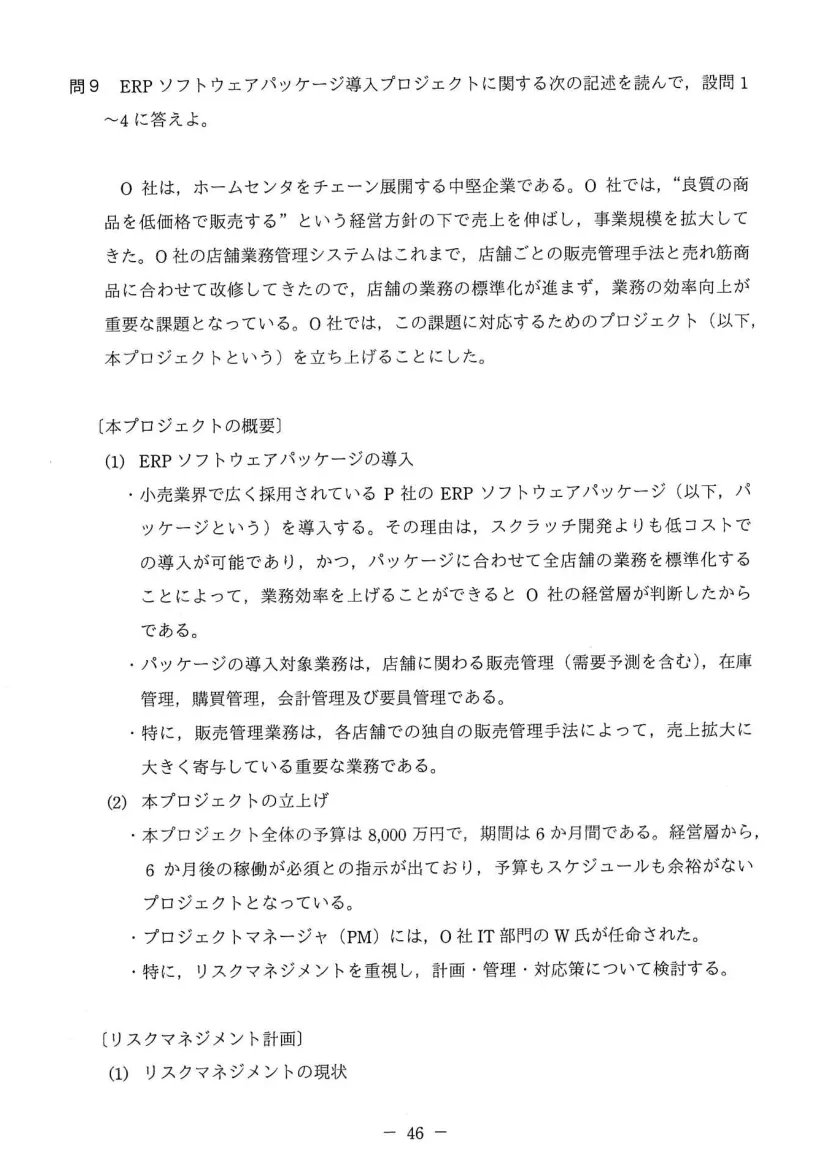 問9 ERP ソフトウェアパッケージ導入プロジェクトに関する次の記述を読んで，設問 1
～4 に答えよ。
O 社は，ホームセンタをチェーン展開する中堅企業である。O 社では，“良質の商
品を低価格で販売する” という経営方針の下で売上を伸ばし，事業規模を拡大して
きた。O 社の店舗業務管理システムはこれまで，店舗ごとの販売管理手法と売れ筋商
品に合わせて改修してきたので，店舗の業務の標準化が進まず，業務の効率向上が
重要な課題となっている。O 社では，この課題に対応するためのプロジェクト（以下，
本プロジェクトという）を立ち上げることにした。
〔本プロジェクトの概要〕
(1) ERP ソフトウェアパッケージの導入
・小売業界で広く採用されている P 社の ERP ソフトウェアパッケージ（以下，パ
ッケージという）を導入する。その理由は，スクラッチ開発よりも低コストで
の導入が可能であり，かつ，パッケージに合わせて全店舗の業務を標準化する
ことによって，業務効率を上げることができると O 社の経営層が判断したから
である。
・パッケージの導入対象業務は，店舗に関わる販売管理（需要予測を含む），在庫
管理，購買管理，会計管理及び要員管理である。
・特に，販売管理業務は，各店舗での独自の販売管理手法によって，売上拡大に
大きく寄与している重要な業務である。
(2) 本プロジェクトの立上げ
・本プロジェクト全体の予算は 8,000 万円で，期間は 6 か月間である。経営層から，
6 か月後の稼働が必須との指示が出ており，予算もスケジュールも余裕がない
プロジェクトとなっている。
・プロジェクトマネージャ（PM）には，O 社 IT 部門の W 氏が任命された。
・特に，リスクマネジメントを重視し，計画・管理・対応策について検討する。
〔リスクマネジメント計画〕
(1) リスクマネジメントの現状
－ 46 －